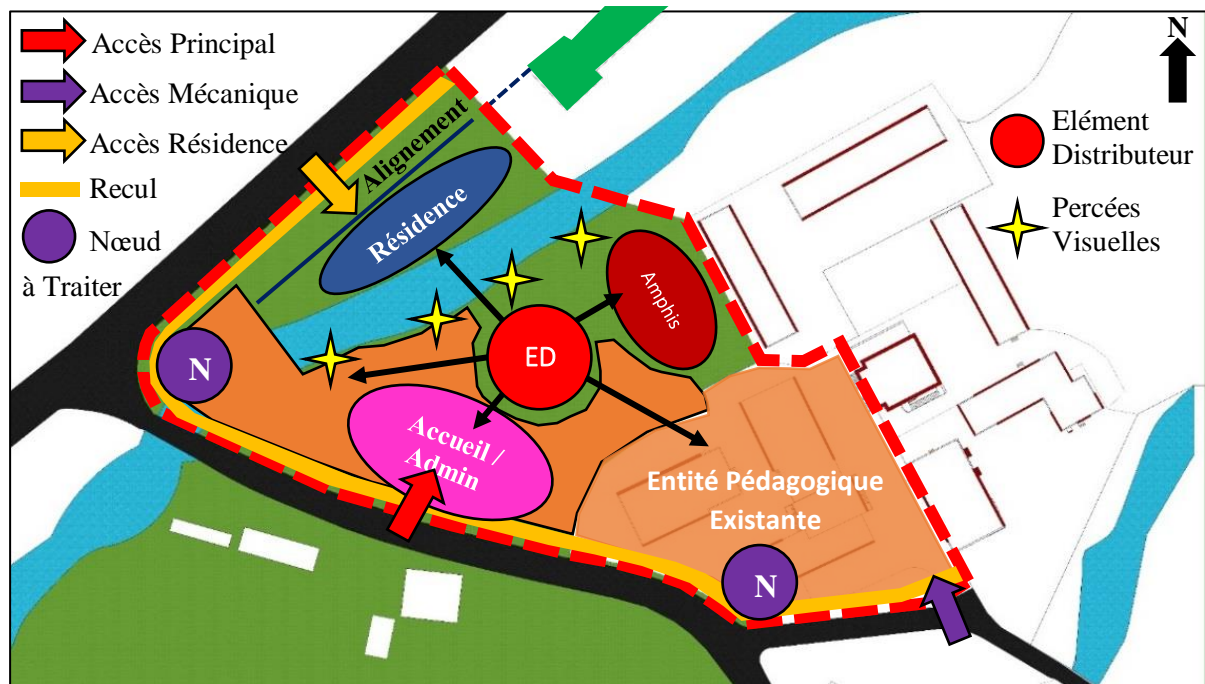 Accès Principal
Accès Mécanique
Accès Résidence
Recul
Nœud
à Traiter
N
Elément
Distributeur
Percées
Visuelles
Alignement
Résidence
Amphis
ED
N
Accueil /
Admin
Entité Pédagogique
Existante
N